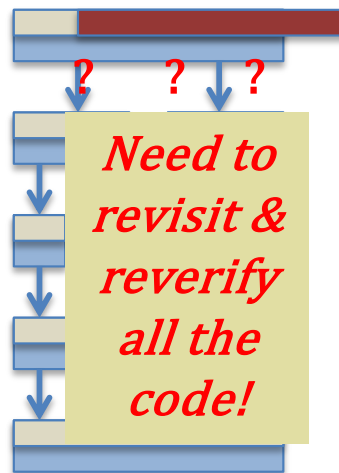 ? ? ?
Need to
revisit &
reverify
all the
code!